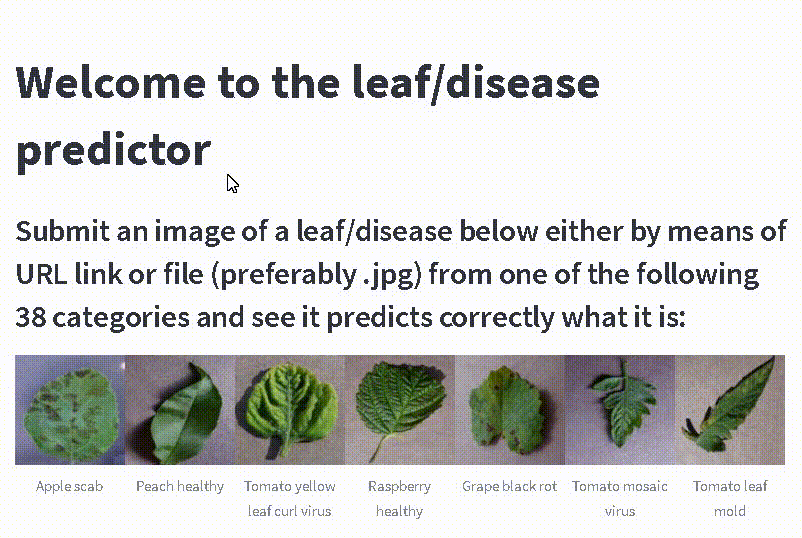 Welcome to the leaf/disease
predictor
Submit an image of a leaf/disease below either by means of
URL link or file (preferably .jpg) from one of the following
38 categories and see it predicts correctly what it is:
Apple scab
Peach healthy
Tomato yellow
leaf curl virus
Raspberry
healthy
Grape black rot
Tomato mosaic
virus
Tomato leaf
mold